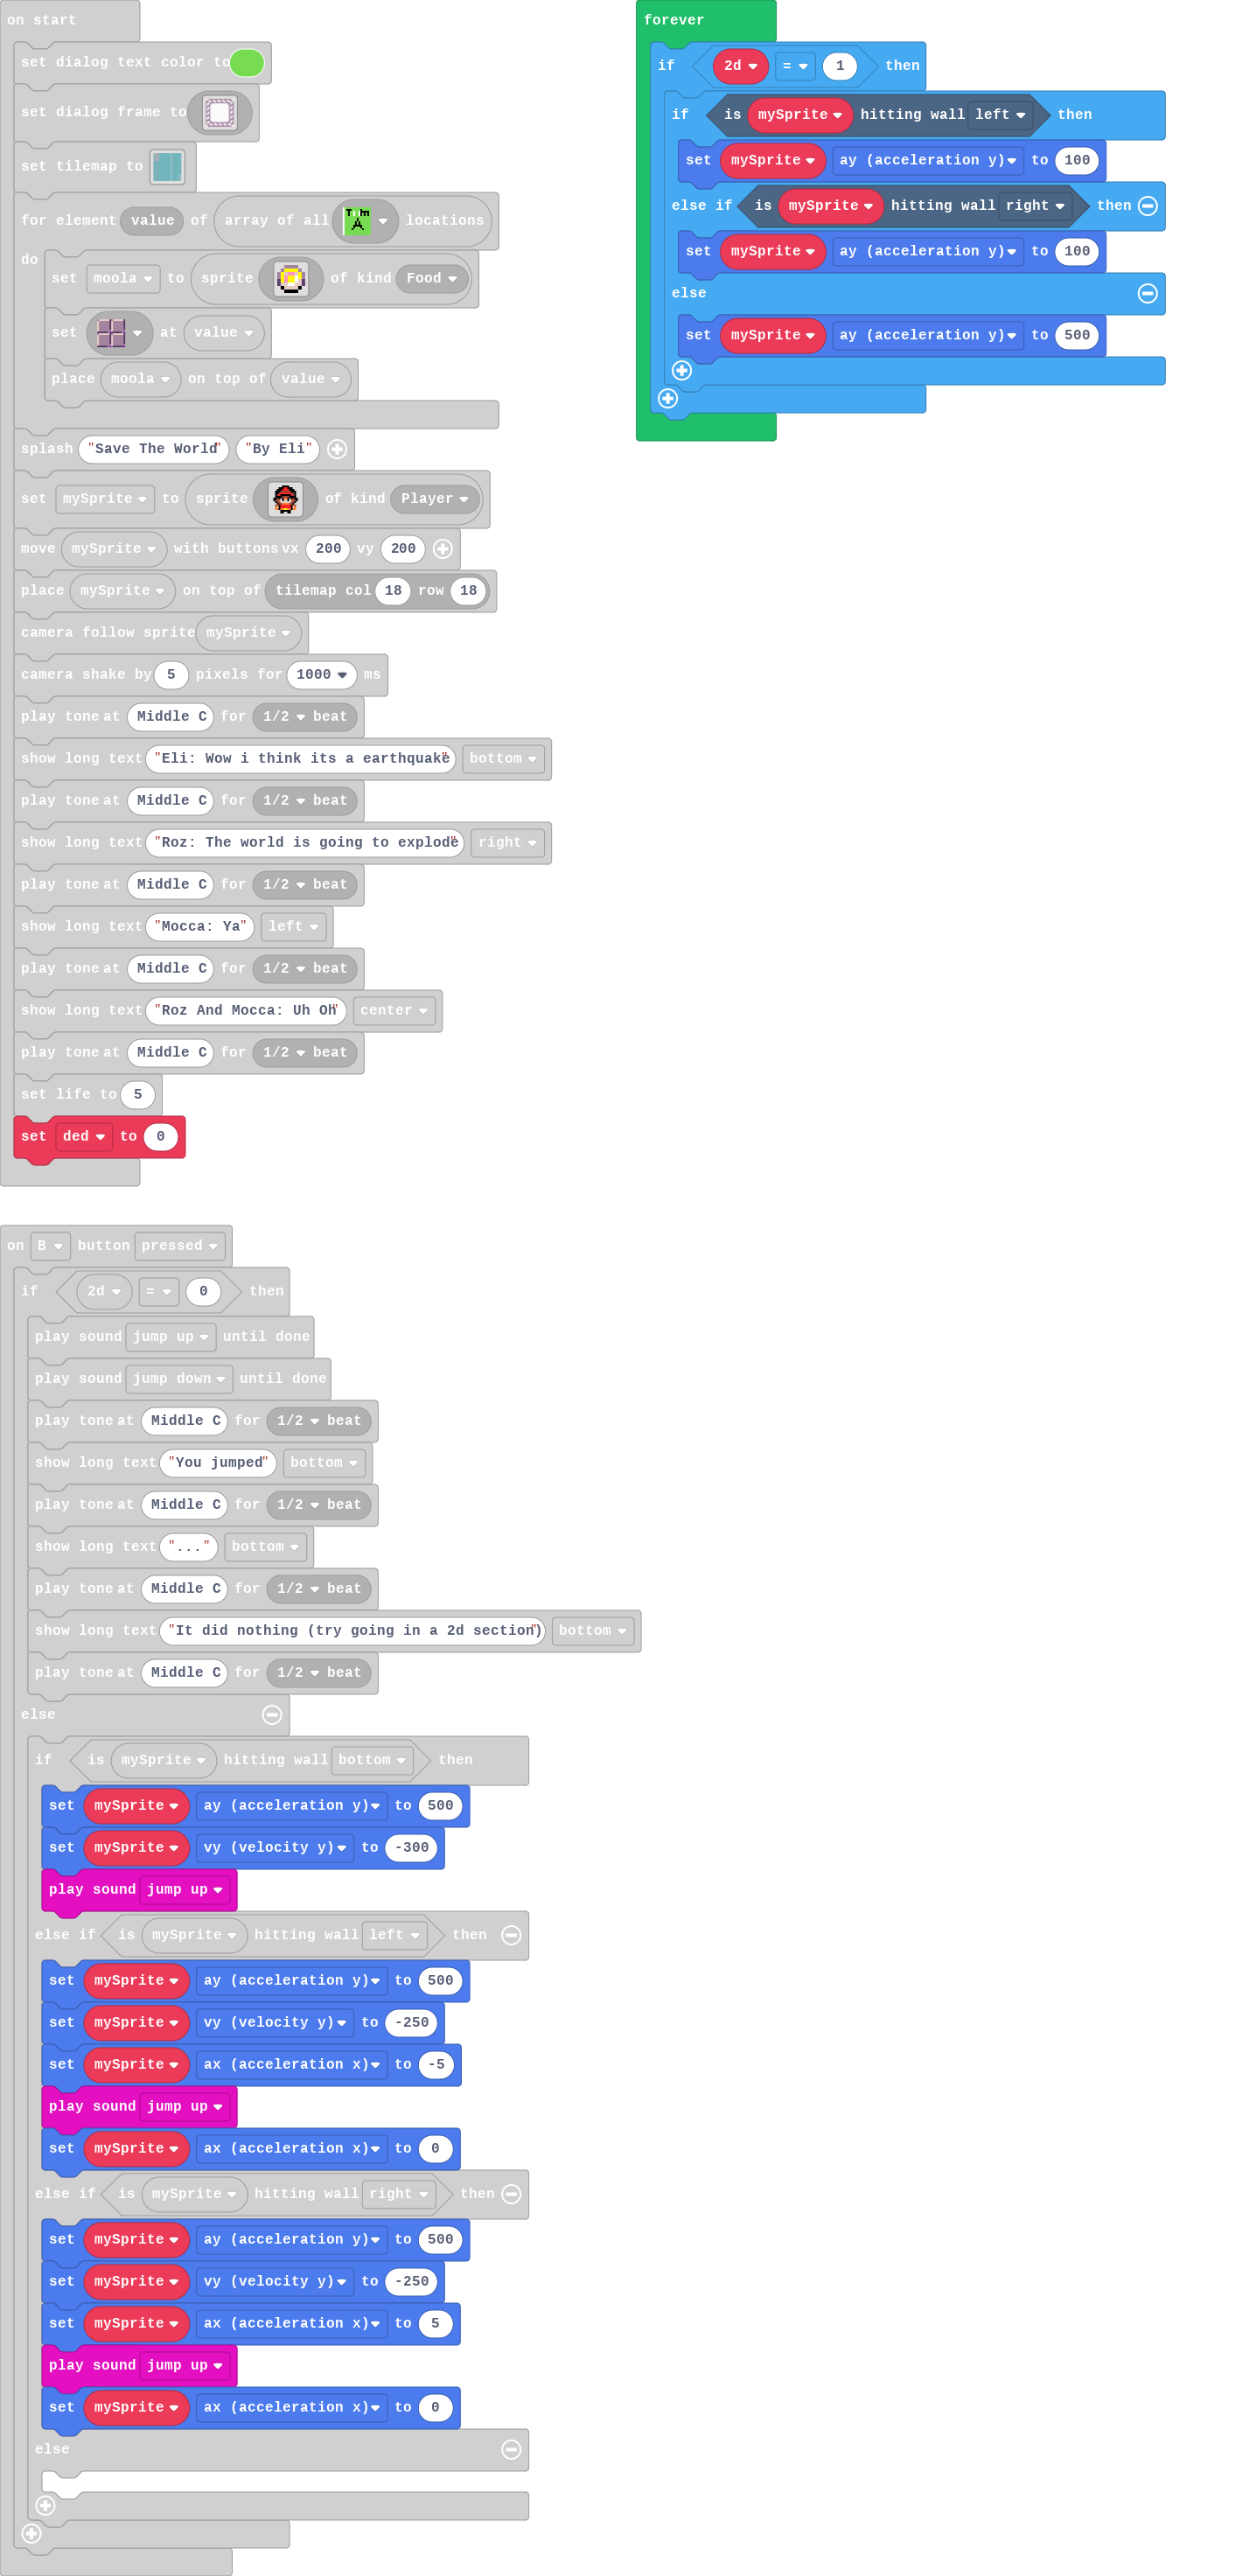 on start
set dialog text color to
set dialog frame to
set tilemap to
for element value of array of all Tim locations
do
set moola to sprite of kind Food
set at value
place moola on top of value
splash "Save The World" "By Eli"
set mySprite to sprite of kind Player
move mySprite with buttons vx 200 vy 200
place mySprite on top of tilemap col 18 row 18
camera follow sprite mySprite
camera shake by 5 pixels for 1000 ms
play tone at Middle C for 1/2 beat
show long text "Eli: Wow i think its a earthquake" bottom
play tone at Middle C for 1/2 beat
show long text "Roz: The world is going to explode" right
play tone at Middle C for 1/2 beat
show long text "Mocca: Ya" left
play tone at Middle C for 1/2 beat
show long text "Roz And Mocca: Uh Oh" center
play tone at Middle C for 1/2 beat
set life to 5
set ded to 0
forever
if 2d = 1 then
if is mySprite hitting wall left then
set mySprite ay (acceleration y) to 100
else if is mySprite hitting wall right then
set mySprite ay (acceleration y) to 100
else
set mySprite ay (acceleration y) to 500
on B button pressed
if 2d = 0 then
play sound jump up until done
play sound jump down until done
play tone at Middle C for 1/2 beat
show long text "You jumped" bottom
play tone at Middle C for 1/2 beat
show long text "..." bottom
play tone at Middle C for 1/2 beat
show long text "It did nothing (try going in a 2d section)" bottom
play tone at Middle C for 1/2 beat
else
if is mySprite hitting wall bottom then
set mySprite ay (acceleration y) to 500
set mySprite vy (velocity y) to -300
play sound jump up
else if is mySprite hitting wall left then
set mySprite ay (acceleration y) to 500
set mySprite vy (velocity y) to -250
set mySprite ax (acceleration x) to -5
play sound jump up
set mySprite ax (acceleration x) to 0
else if is mySprite hitting wall right then
set mySprite ay (acceleration y) to 500
set mySprite vy (velocity y) to -250
set mySprite ax (acceleration x) to 5
play sound jump up
set mySprite ax (acceleration x) to 0
else